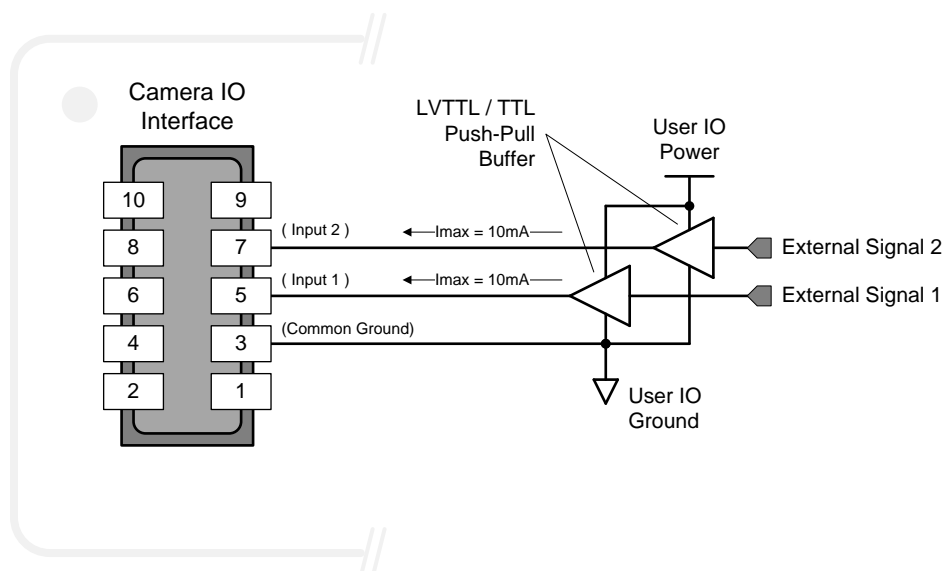 Camera IO
Interface
LVTTL / TTL
Push-Pull
Buffer
User IO
Power
10
9
( Input 2 )
Imax = 10mA
8
7
External Signal 2
( Input 1 )
Imax = 10mA
6
5
External Signal 1
(Common Ground)
4
3
2
1
User IO
Ground